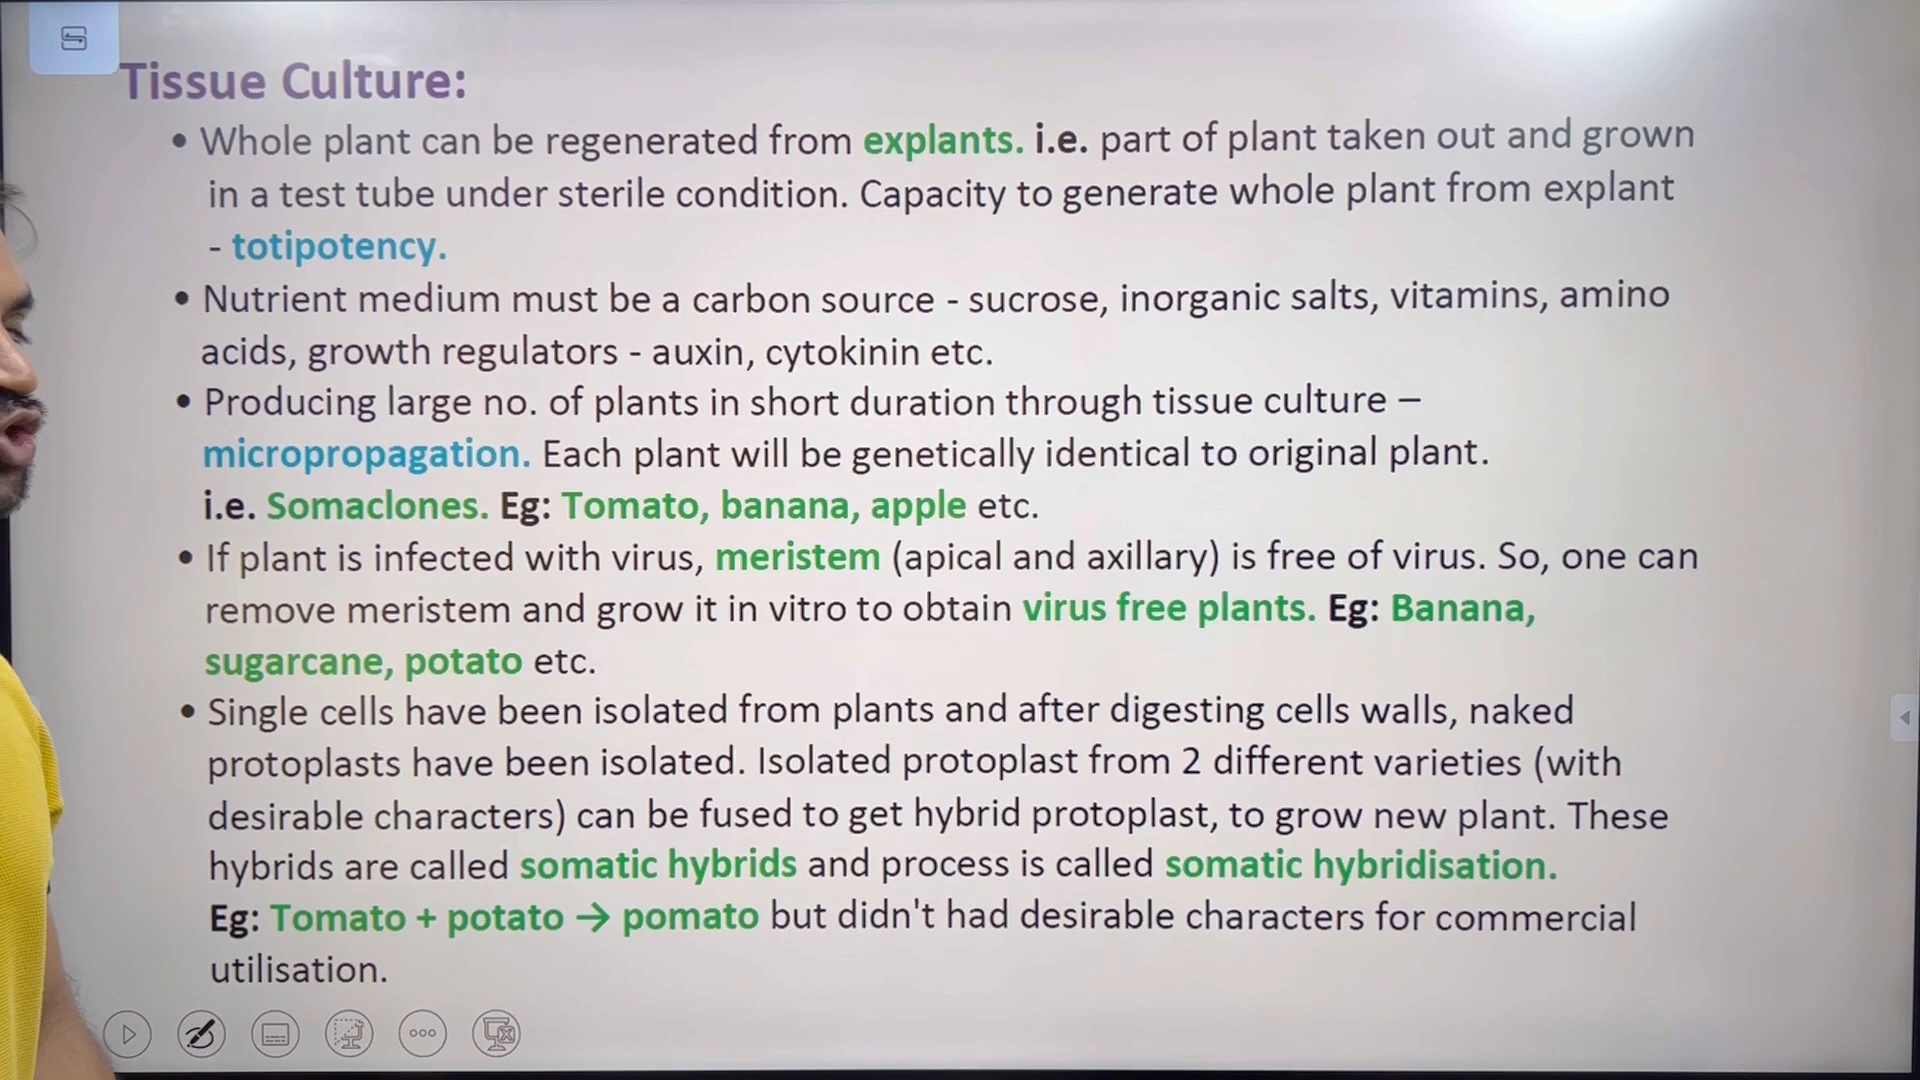 Tissue Culture:
• Whole plant can be regenerated from explants. i.e. part of plant taken out and grown
in a test tube under sterile condition. Capacity to generate whole plant from explant
- totipotency.
• Nutrient medium must be a carbon source - sucrose, inorganic salts, vitamins, amino
acids, growth regulators - auxin, cytokinin etc.
• Producing large no. of plants in short duration through tissue culture –
micropropagation. Each plant will be genetically identical to original plant.
i.e. Somaclones. Eg: Tomato, banana, apple etc.
• If plant is infected with virus, meristem (apical and axillary) is free of virus. So, one can
remove meristem and grow it in vitro to obtain virus free plants. Eg: Banana,
sugarcane, potato etc.
• Single cells have been isolated from plants and after digesting cells walls, naked
protoplasts have been isolated. Isolated protoplast from 2 different varieties (with
desirable characters) can be fused to get hybrid protoplast, to grow new plant. These
hybrids are called somatic hybrids and process is called somatic hybridisation.
Eg: Tomato + potato → pomato but didn't had desirable characters for commercial
utilisation.